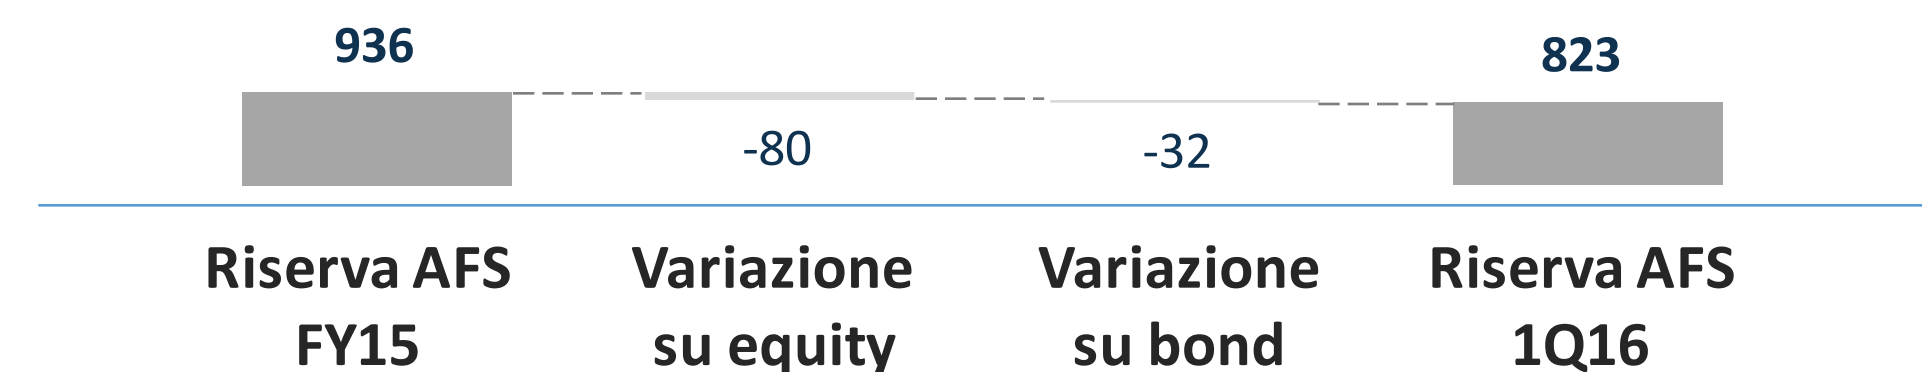 936
823
-80
-32
Riserva AFS
FY15
Variazione
su equity
Variazione
su bond
Riserva AFS
1Q16